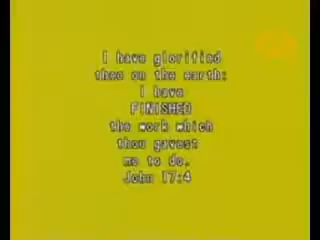 I have glorified
thee on the earth:
I have
FINISHED
the work which
thou gavest
me to do.
John 17:4